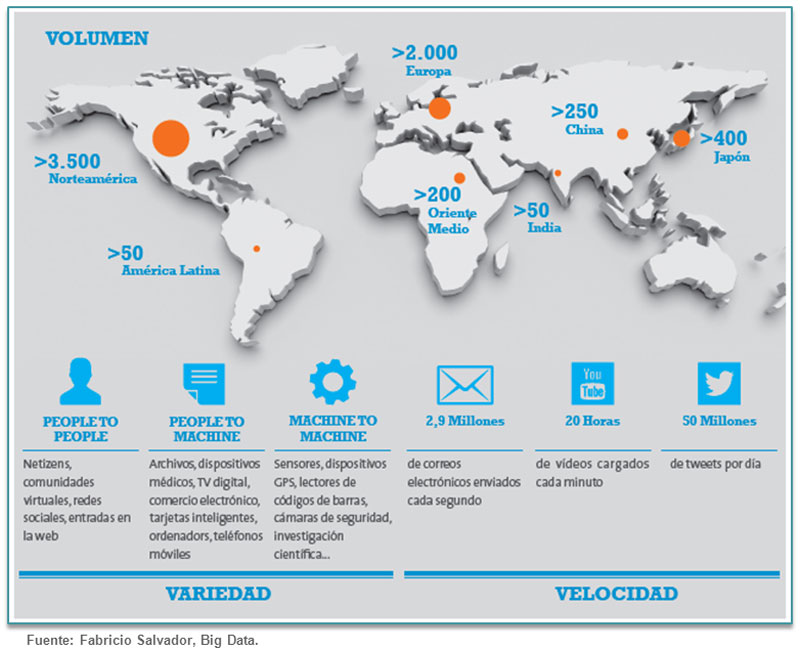 VOLUMEN
>2.000
Europa
>250
China
>400
Japón
>3.500
Norteamérica
>200
Oriente
Medio
>50
India
>50
América Latina
PEOPLE TO
PEOPLE
Netizens,
comunidades
virtuales, redes
sociales, entradas en
la web
PEOPLE TO
MACHINE
Archivos, dispositivos
médicos, TV digital,
comercio electrónico,
tarjetas inteligentes,
ordenadors, teléfonos
móviles
MACHINE TO
MACHINE
Sensores, dispositivos
GPS, lectores de
códigos de barras,
cámaras de seguridad,
investigación
científica...
2,9 Millones
de correos
electrónicos enviados
cada segundo
You
Tube
20 Horas
de vídeos cargados
cada minuto
50 Millones
de tweets por día
VARIEDAD
VELOCIDAD
Fuente: Fabricio Salvador, Big Data.